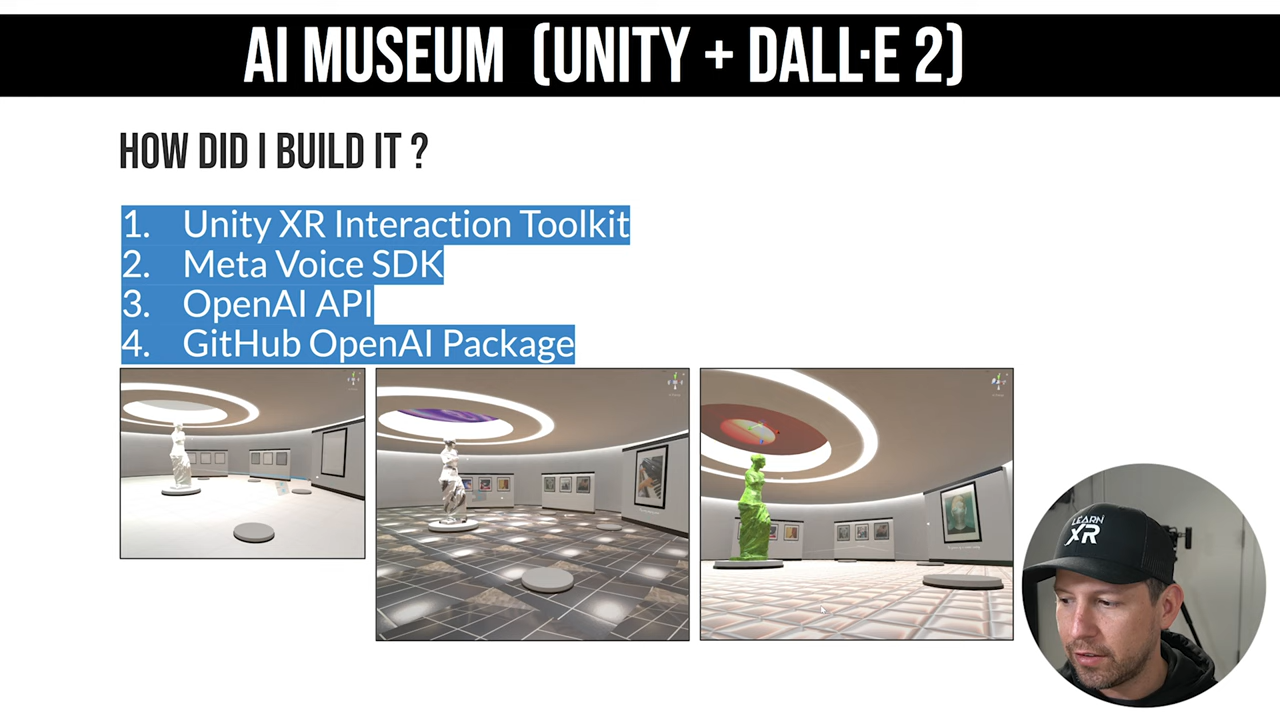 AI MUSEUM (UNITY + DALL·E 2)
HOW DID I BUILD IT ?
1. Unity XR Interaction Toolkit
2. Meta Voice SDK
3. OpenAI API
4. GitHub OpenAI Package
LEARN
XR